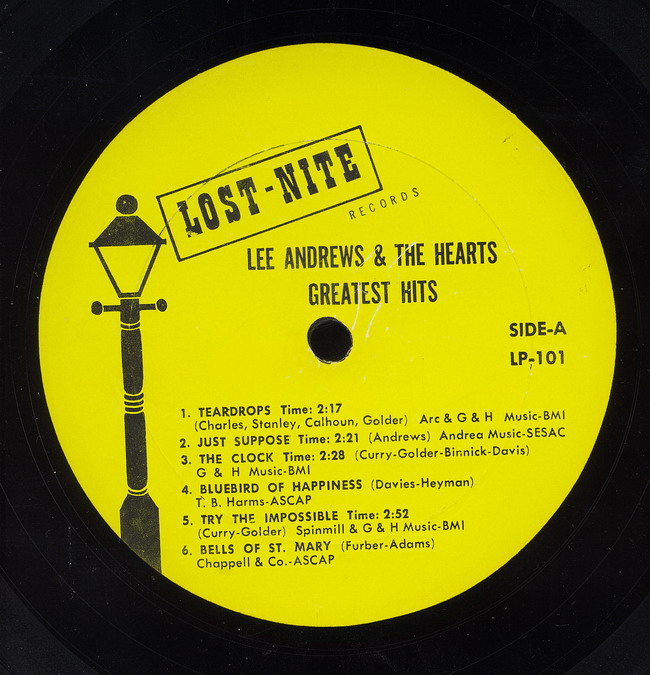 LOST-NITE
RECORDS
LEE ANDREWS & THE HEARTS
GREATEST HITS
SIDE-A
LP-101
1. TEARDROPS Time: 2:17
(Charles, Stanley, Calhoun, Golder) Arc & G & H Music-BMI
2. JUST SUPPOSE Time: 2:21 (Andrews) Andrea Music-SESAC
3. THE CLOCK Time: 2:28 (Curry-Golder-Binnick-Davis)
G & H Music-BMI
4. BLUEBIRD OF HAPPINESS (Davies-Heyman)
T. B. Harms-ASCAP
5. TRY THE IMPOSSIBLE Time: 2:52
(Curry-Golder) Spinmill & G & H Music-BMI
6. BELLS OF ST. MARY (Furber-Adams)
Chappell & Co.-ASCAP